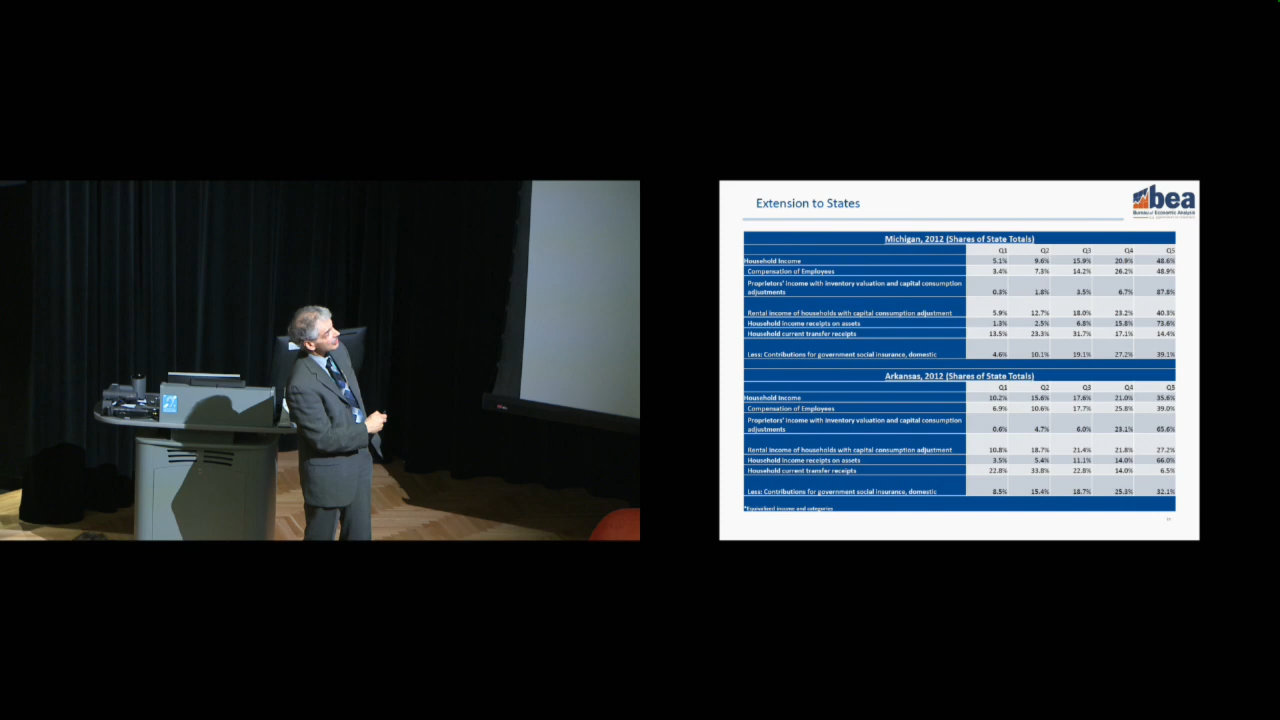 Extension to States
bea
Bureau of Economic Analysis
Michigan, 2012 (Shares of State Totals)
Q1 Q2 Q3 Q4 Q5
Household Income 5.1% 9.6% 15.9% 20.9% 48.6%
Compensation of Employees 3.4% 7.3% 14.2% 26.2% 48.9%
Proprietors' income with inventory valuation and capital consumption
adjustments 0.3% 1.8% 3.5% 6.7% 87.8%
Rental income of households with capital consumption adjustment 5.9% 12.7% 18.0% 23.2% 40.3%
Household income receipts on assets 1.3% 2.5% 6.8% 15.8% 73.6%
Household current transfer receipts 13.5% 23.3% 31.7% 17.1% 14.4%
Less: Contributions for government social insurance, domestic 4.6% 10.1% 19.1% 27.2% 39.1%
Arkansas, 2012 (Shares of State Totals)
Q1 Q2 Q3 Q4 Q5
Household Income 10.2% 15.6% 17.6% 21.0% 35.6%
Compensation of Employees 6.9% 10.6% 17.7% 25.8% 39.0%
Proprietors' income with inventory valuation and capital consumption
adjustments 0.6% 4.7% 6.0% 23.1% 65.6%
Rental income of households with capital consumption adjustment 10.8% 18.7% 21.4% 21.8% 27.2%
Household income receipts on assets 3.5% 5.4% 11.1% 14.0% 66.0%
Household current transfer receipts 22.8% 33.8% 22.8% 14.0% 6.5%
Less: Contributions for government social insurance, domestic 8.5% 15.4% 18.7% 25.3% 32.1%
*Equivalised income and categories